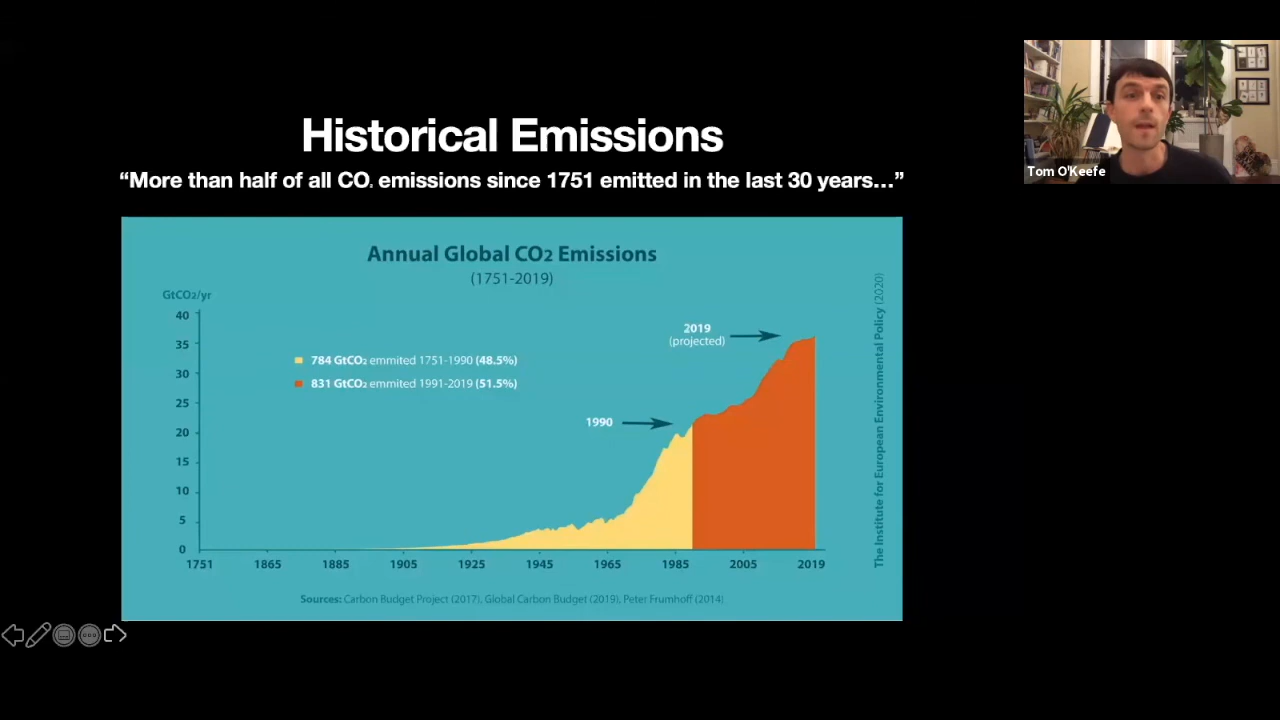 Historical Emissions
“More than half of all CO₂ emissions since 1751 emitted in the last 30 years…”
Tom O'Keefe
Annual Global CO2 Emissions
(1751-2019)
GtCO2/yr
40
35
30
25
20
15
10
5
0
784 GtCO2 emmited 1751-1990 (48.5%)
831 GtCO2 emmited 1991-2019 (51.5%)
2019
(projected)
1990
1751 1865 1885 1905 1925 1945 1965 1985 2005 2019
Sources: Carbon Budget Project (2017), Global Carbon Budget (2019), Peter Frumhoff (2014)
The Institute for European Environmental Policy (2020)